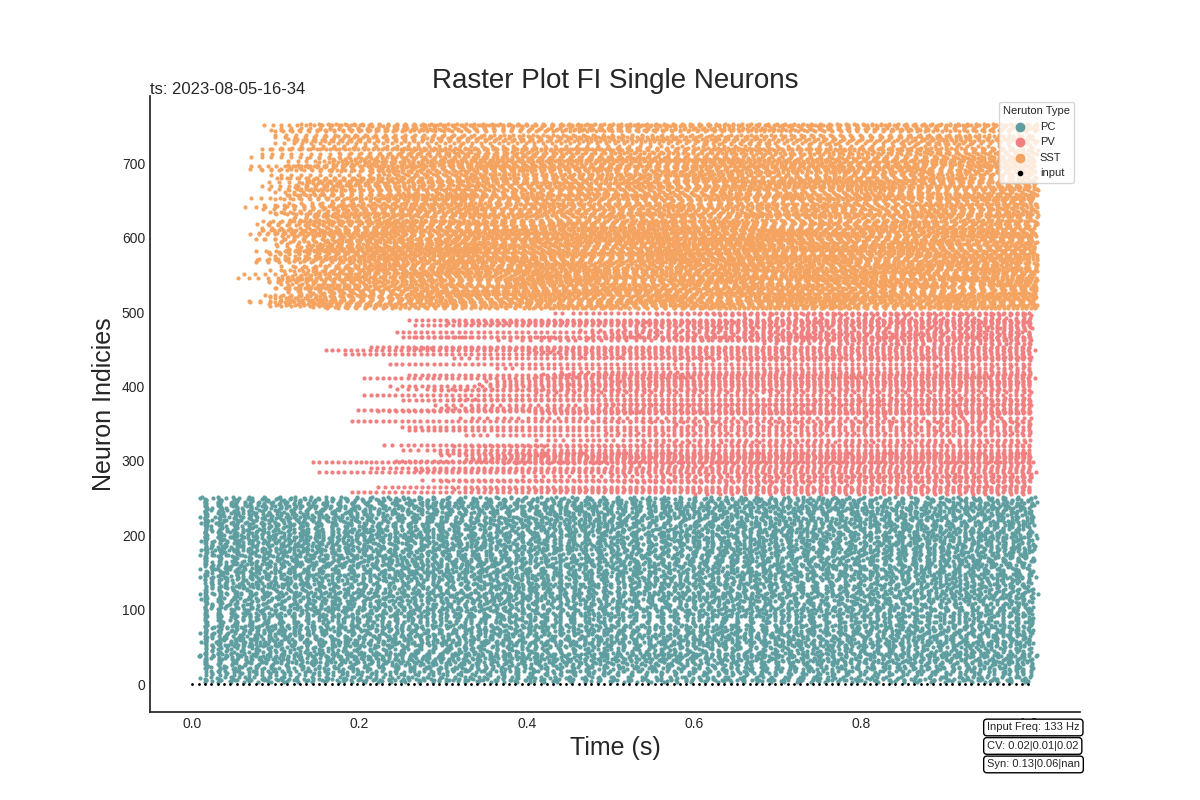 Raster Plot FI Single Neurons
ts: 2023-08-05-16-34
Neruton Type
PC
PV
SST
input
700
600
500
400
300
200
100
0
Neuron Indicies
0.0 0.2 0.4 0.6 0.8
Time (s)
Input Freq: 133 Hz
CV: 0.02|0.01|0.02
Syn: 0.13|0.06|nan